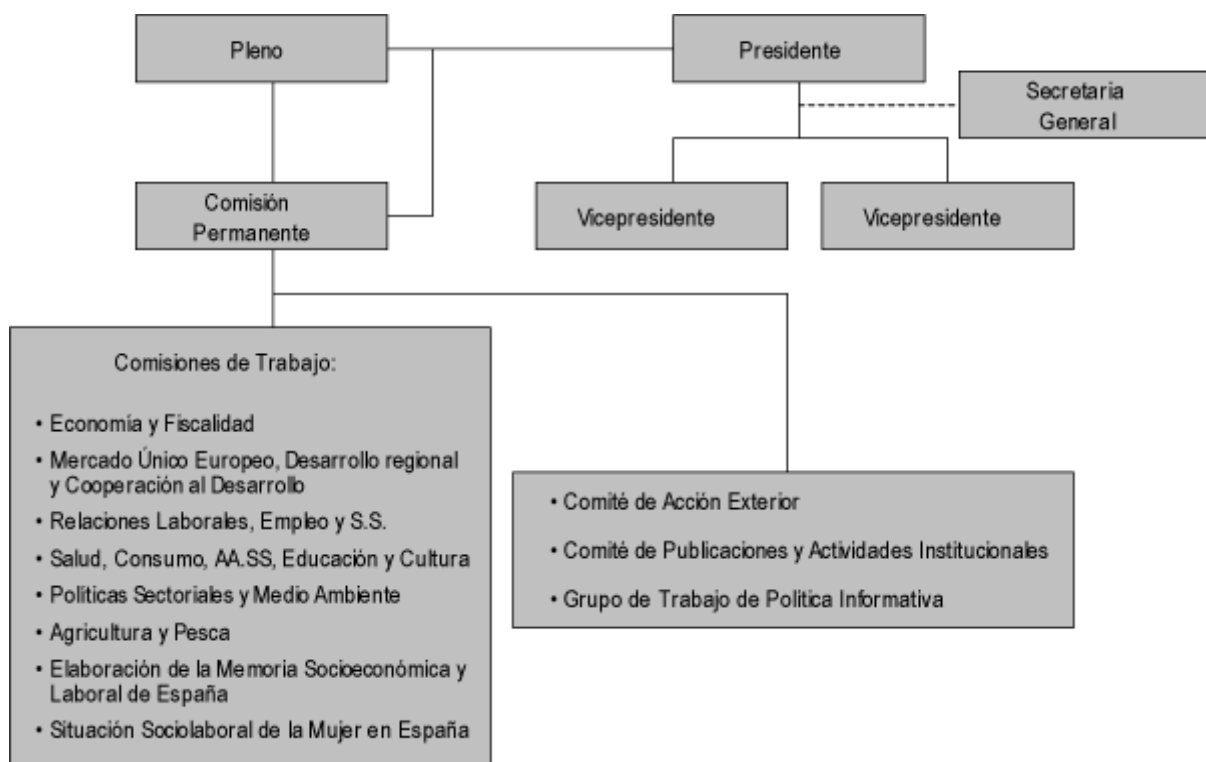 Pleno
Presidente
Secretaria
General
Comisión
Permanente
Vicepresidente
Vicepresidente
Comisiones de Trabajo:
• Economía y Fiscalidad
• Mercado Único Europeo, Desarrollo regional
y Cooperación al Desarrollo
• Relaciones Laborales, Empleo y S.S.
• Salud, Consumo, AA.SS, Educación y Cultura
• Políticas Sectoriales y Medio Ambiente
• Agricultura y Pesca
• Elaboración de la Memoria Socioeconómica y
Laboral de España
• Situación Sociolaboral de la Mujer en España
• Comité de Acción Exterior
• Comité de Publicaciones y Actividades Institucionales
• Grupo de Trabajo de Politica Informativa